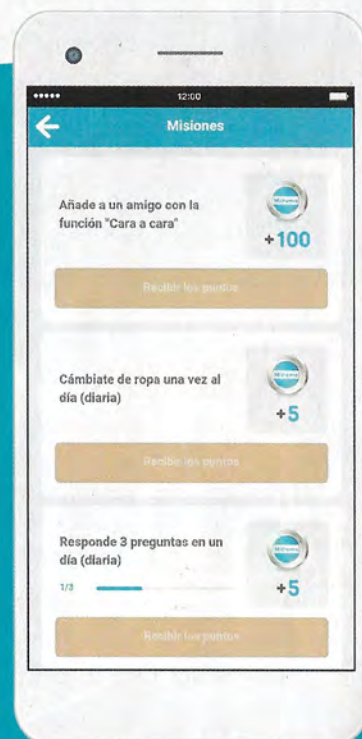 12:00
Misiones
Añade a un amigo con la
función "Cara a cara"
+100
Recibir los puntos
Cámbiate de ropa una vez al
día (diaria)
+5
Recibir los puntos
Responde 3 preguntas en un
día (diaria)
1/3
+5
Recibir los puntos